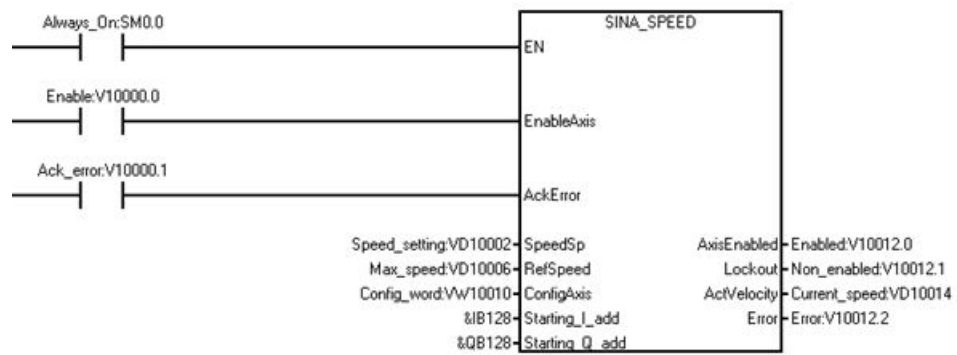 Always_On:SM0.0
SINA_SPEED
EN
Enable:V10000.0
EnableAxis
Ack_error:V10000.1
AckError
Speed_setting:VD10002 SpeedSp AxisEnabled Enabled:V10012.0
Max_speed:VD10006 RefSpeed Lockout Non_enabled:V10012.1
Config_word:VW10010 ConfigAxis ActVelocity Current_speed:VD10014
&IB128 Starting_I_add Error Error:V10012.2
&QB128 Starting_Q_add